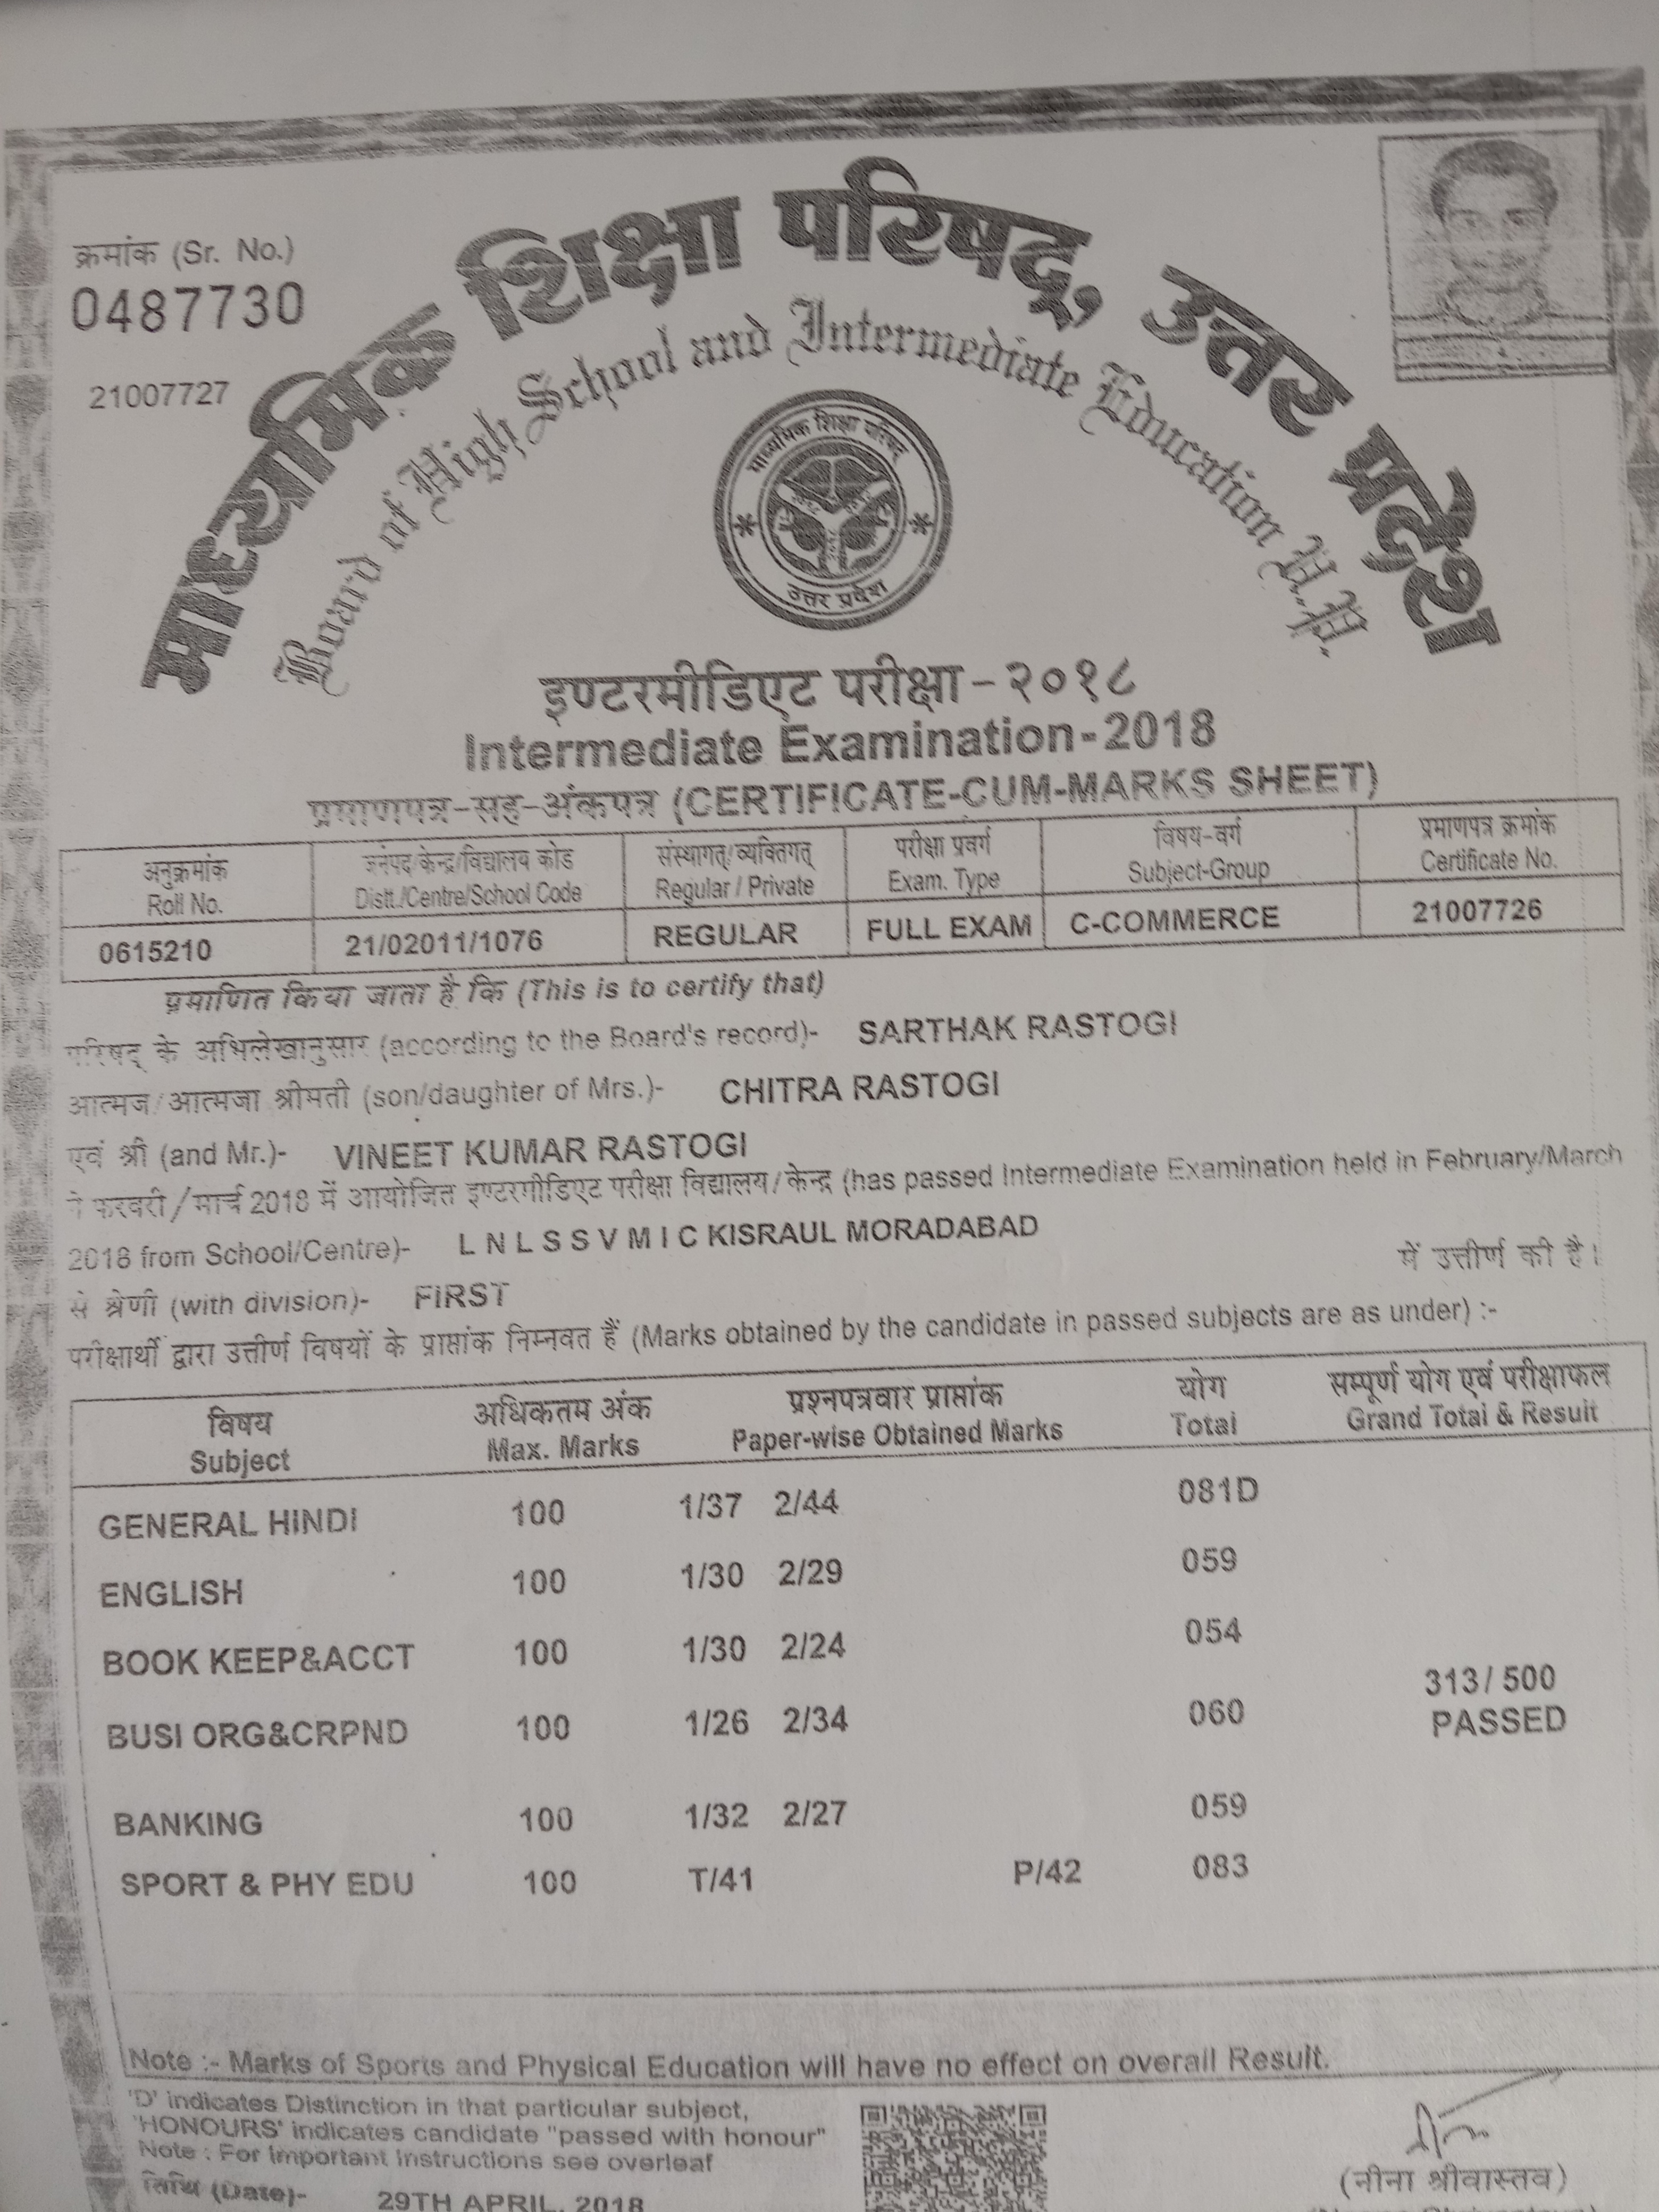 क्रमांक (Sr. No.)
0487730
21007727
माध्यमिक शिक्षा परिषद्, उत्तर प्रदेश
Board of High School and Intermediate Education U.P.
माध्यमिक शिक्षा परिषद्
उत्तर प्रदेश
इण्टरमीडिएट परीक्षा-२०१८
Intermediate Examination-2018
प्रमाणपत्र-सह-अंकपत्र (CERTIFICATE-CUM-MARKS SHEET)
अनुक्रमांक जनपद/केन्द्र/विद्यालय कोड संस्थागत्/व्यक्तिगत् परीक्षा प्रवर्ग विषय-वर्ग प्रमाणपत्र क्रमांक
Roll No. Distt./Centre/School Code Regular / Private Exam. Type Subject-Group Certificate No.
0615210 21/02011/1076 REGULAR FULL EXAM C-COMMERCE 21007726
प्रमाणित किया जाता है कि (This is to certify that)
परिषद् के अभिलेखानुसार (according to the Board's record)- SARTHAK RASTOGI
आत्मज/आत्मजा श्रीमती (son/daughter of Mrs.)- CHITRA RASTOGI
एवं श्री (and Mr.)- VINEET KUMAR RASTOGI
ने फरवरी/मार्च 2018 में आयोजित इण्टरमीडिएट परीक्षा विद्यालय/केन्द्र (has passed Intermediate Examination held in February/March
2018 from School/Centre)- L N L S S V M I C KISRAUL MORADABAD
से श्रेणी (with division)- FIRST में उत्तीर्ण की है।
परीक्षार्थी द्वारा उत्तीर्ण विषयों के प्राप्तांक निम्नवत हैं (Marks obtained by the candidate in passed subjects are as under) :-
विषय अधिकतम अंक प्रश्नपत्रवार प्राप्तांक योग सम्पूर्ण योग एवं परीक्षाफल
Subject Max. Marks Paper-wise Obtained Marks Total Grand Total & Result
GENERAL HINDI 100 1/37 2/44 081D
ENGLISH 100 1/30 2/29 059
BOOK KEEP&ACCT 100 1/30 2/24 054
313/ 500
BUSI ORG&CRPND 100 1/26 2/34 060 PASSED
BANKING 100 1/32 2/27 059
SPORT & PHY EDU 100 T/41 P/42 083
Note :- Marks of Sports and Physical Education will have no effect on overall Result.
'D' indicates Distinction in that particular subject,
'HONOURS' indicates candidate "passed with honour"
Note : For Important Instructions see overleaf
तिथि (Date)- 29TH APRIL, 2018
(नीना श्रीवास्तव)